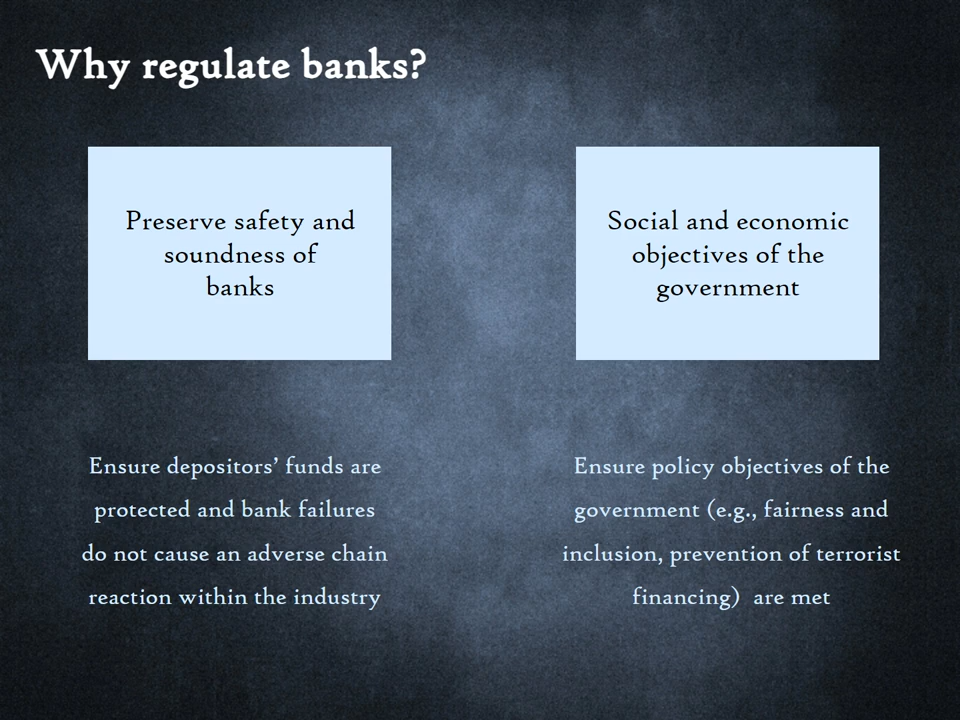 Why regulate banks?
Preserve safety and
soundness of
banks
Social and economic
objectives of the
government
Ensure depositors’ funds are
protected and bank failures
do not cause an adverse chain
reaction within the industry
Ensure policy objectives of the
government (e.g., fairness and
inclusion, prevention of terrorist
financing)  are met